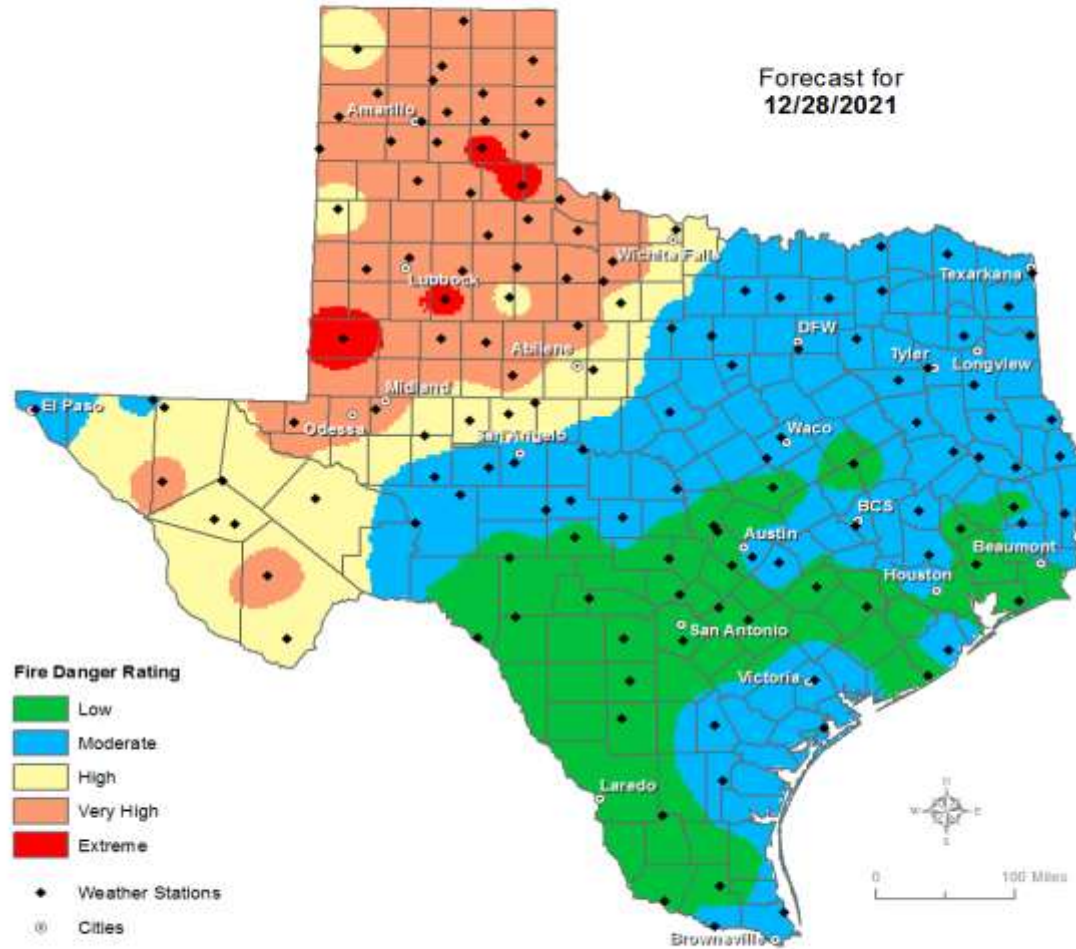 Forecast for
12/28/2021
Amarillo
Wichita Falls
Lubbock
Texarkana
DFW
Abilene
Tyler
Longview
Midland
El Paso
Odessa
San Angelo
Waco
BCS
Austin
Beaumont
Houston
San Antonio
Fire Danger Rating
Victoria
Low
Moderate
High
Laredo
Very High
Extreme
N
W
E
S
Weather Stations
0
100 Miles
Cities
Brownsville